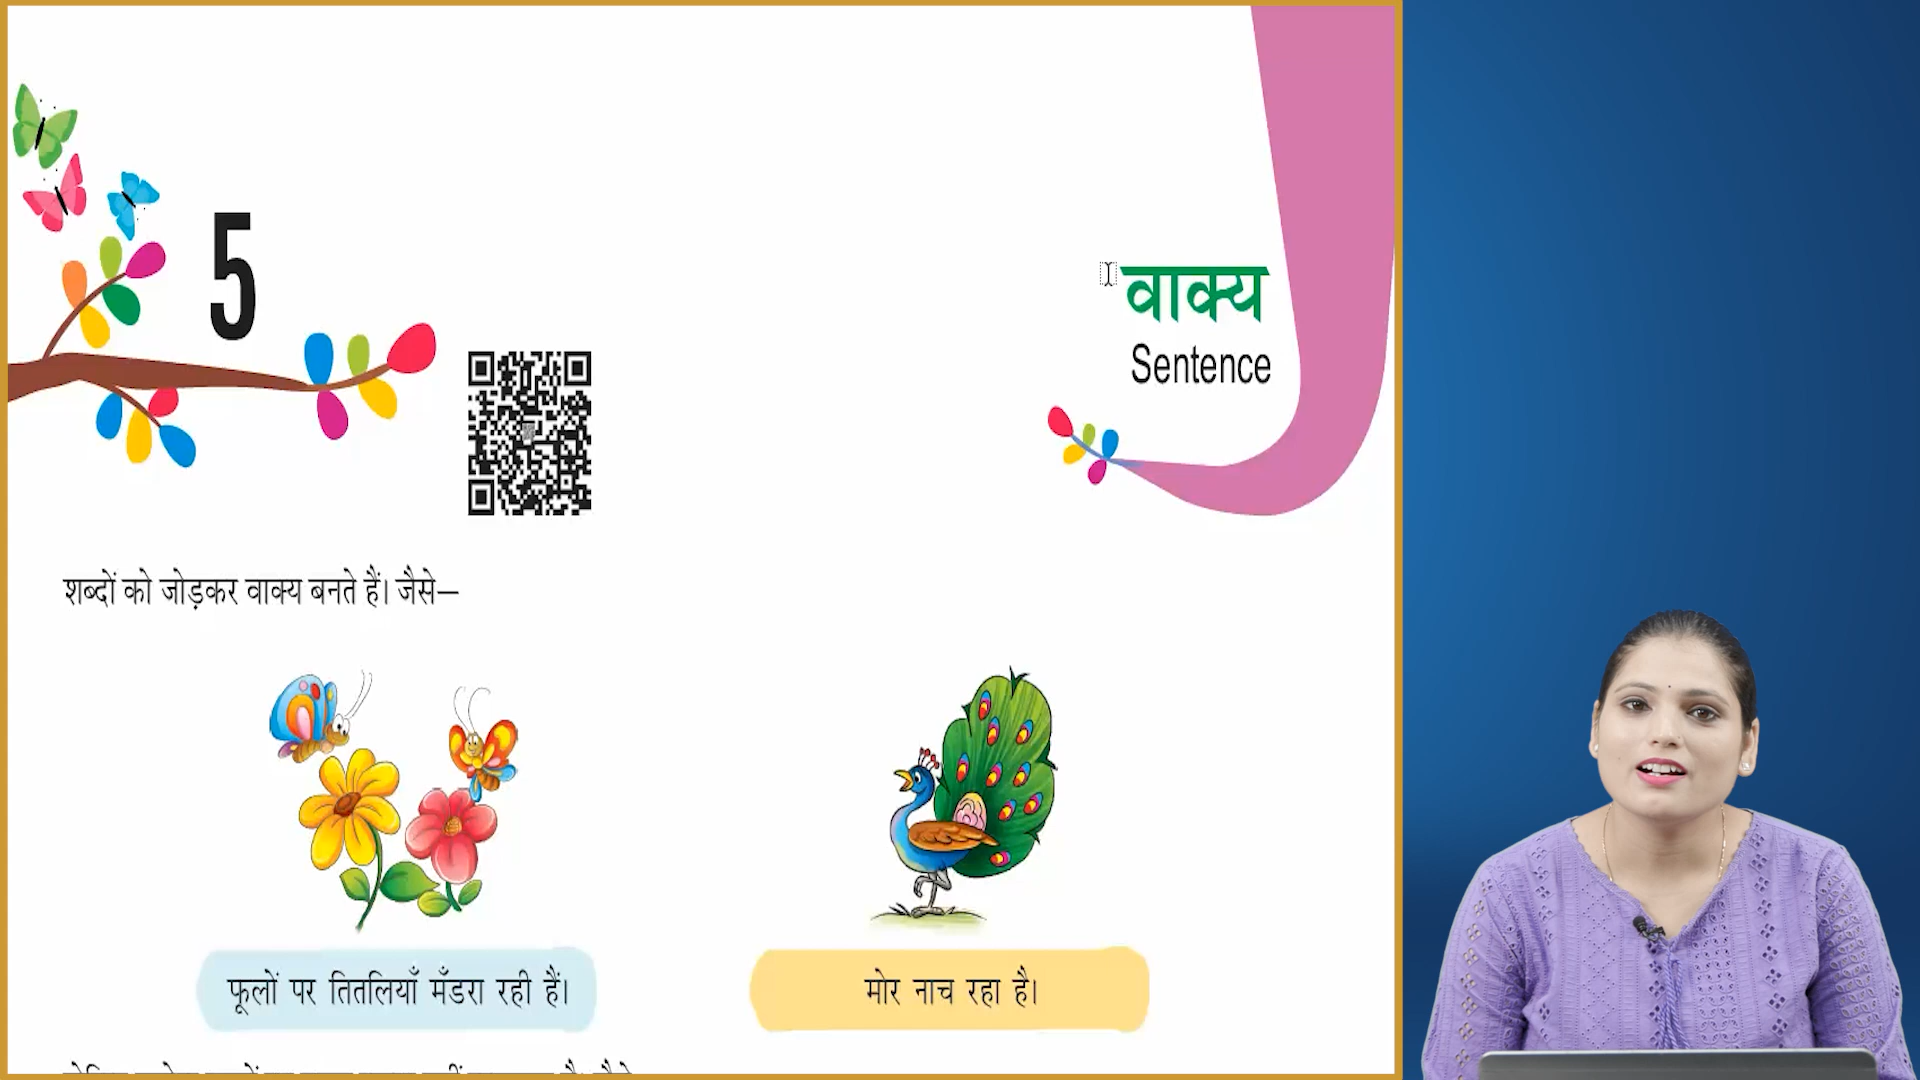 5
वाक्य
Sentence
शब्दों को जोड़कर वाक्य बनते हैं। जैसे—
फूलों पर तितलियाँ मँडरा रही हैं।
मोर नाच रहा है।